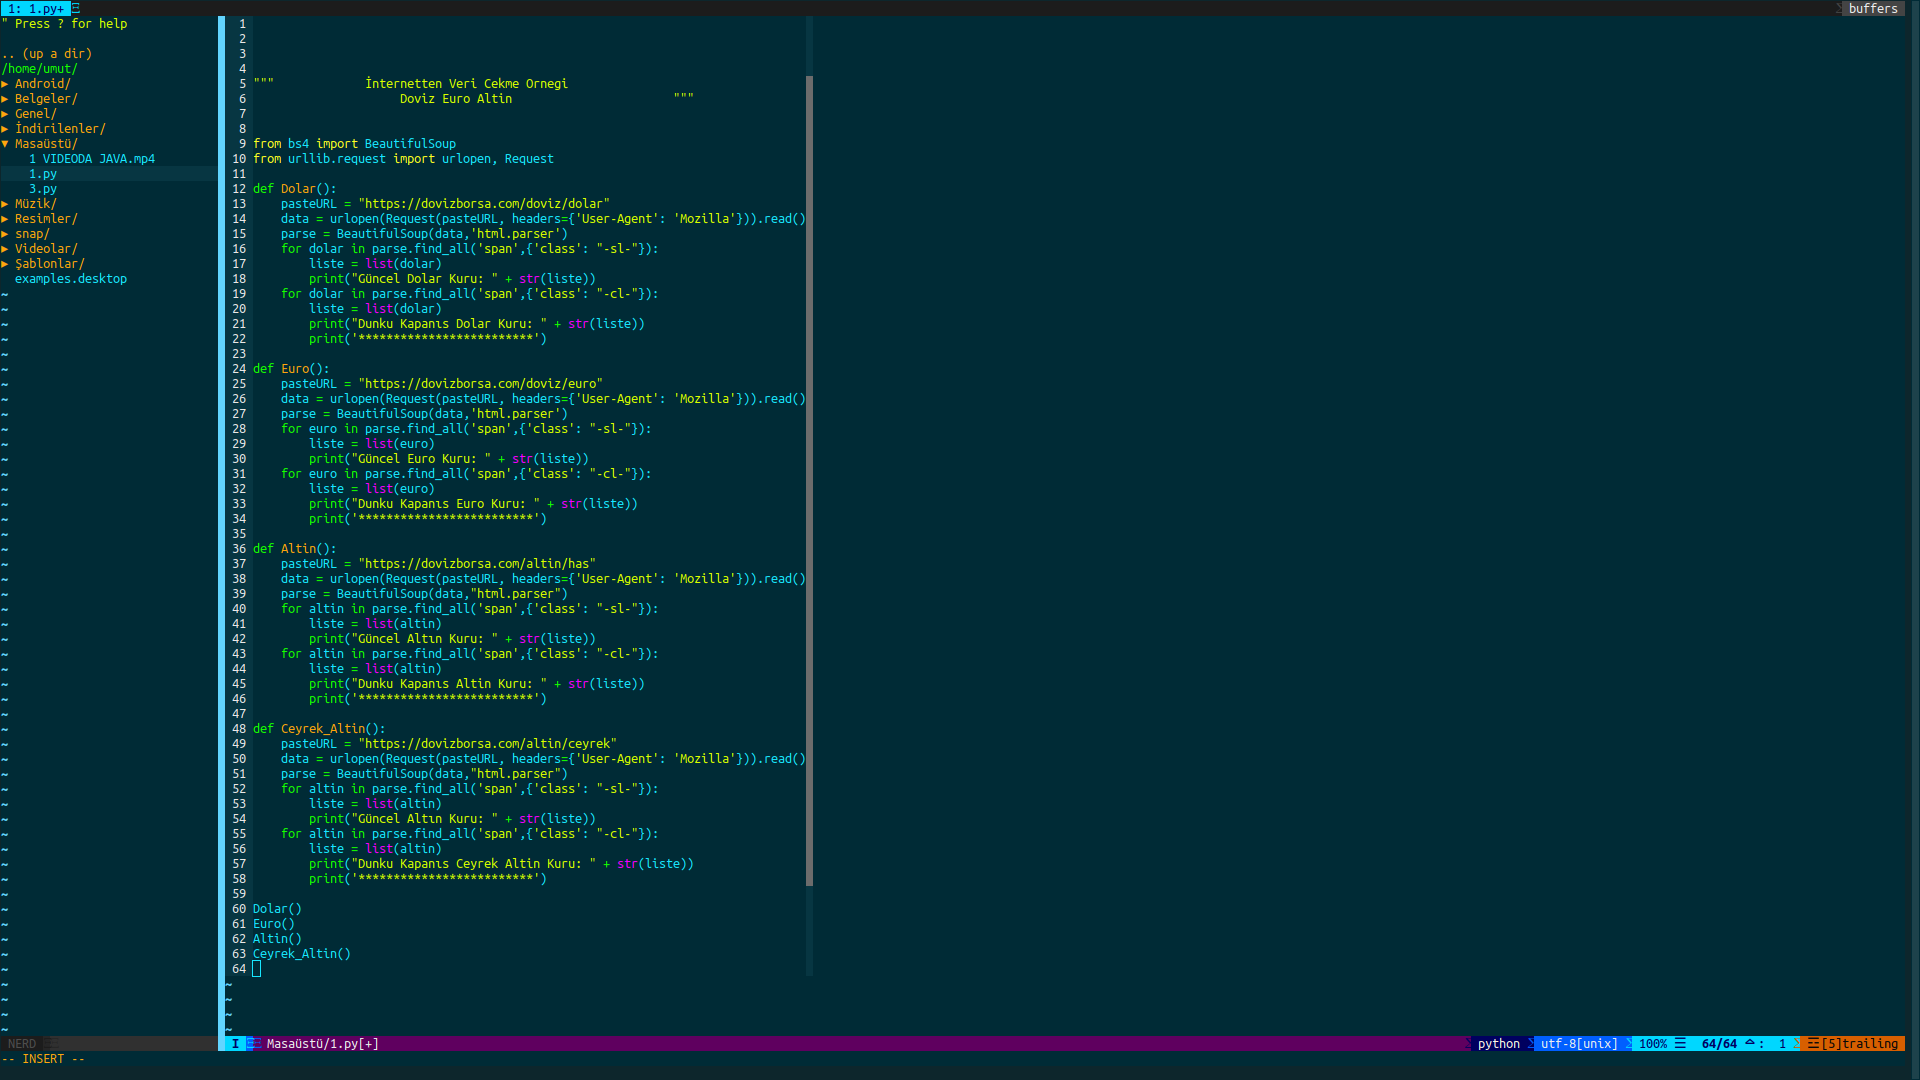 1: 1.py+
buffers
" Press ? for help
.. (up a dir)
/home/umut/
▸ Android/
▸ Belgeler/
▸ Genel/
▸ İndirilenler/
▾ Masaüstü/
1 VIDEODA JAVA.mp4
1.py
3.py
▸ Müzik/
▸ Resimler/
▸ snap/
▸ Videolar/
▸ Şablonlar/
examples.desktop
1
2
3
4
5 """             İnternetten Veri Cekme Ornegi
6                      Doviz Euro Altin                       """
7
8
9 from bs4 import BeautifulSoup
10 from urllib.request import urlopen, Request
11
12 def Dolar():
13     pasteURL = "https://dovizborsa.com/doviz/dolar"
14     data = urlopen(Request(pasteURL, headers={'User-Agent': 'Mozilla'})).read()
15     parse = BeautifulSoup(data,'html.parser')
16     for dolar in parse.find_all('span',{'class': "-sl-"}):
17         liste = list(dolar)
18         print("Güncel Dolar Kuru: " + str(liste))
19     for dolar in parse.find_all('span',{'class': "-cl-"}):
20         liste = list(dolar)
21         print("Dunku Kapanıs Dolar Kuru: " + str(liste))
22         print('*************************')
23
24 def Euro():
25     pasteURL = "https://dovizborsa.com/doviz/euro"
26     data = urlopen(Request(pasteURL, headers={'User-Agent': 'Mozilla'})).read()
27     parse = BeautifulSoup(data,'html.parser')
28     for euro in parse.find_all('span',{'class': "-sl-"}):
29         liste = list(euro)
30         print("Güncel Euro Kuru: " + str(liste))
31     for euro in parse.find_all('span',{'class': "-cl-"}):
32         liste = list(euro)
33         print("Dunku Kapanıs Euro Kuru: " + str(liste))
34         print('*************************')
35
36 def Altin():
37     pasteURL = "https://dovizborsa.com/altin/has"
38     data = urlopen(Request(pasteURL, headers={'User-Agent': 'Mozilla'})).read()
39     parse = BeautifulSoup(data,"html.parser")
40     for altin in parse.find_all('span',{'class': "-sl-"}):
41         liste = list(altin)
42         print("Güncel Altın Kuru: " + str(liste))
43     for altin in parse.find_all('span',{'class': "-cl-"}):
44         liste = list(altin)
45         print("Dunku Kapanıs Altin Kuru: " + str(liste))
46         print('*************************')
47
48 def Ceyrek_Altin():
49     pasteURL = "https://dovizborsa.com/altin/ceyrek"
50     data = urlopen(Request(pasteURL, headers={'User-Agent': 'Mozilla'})).read()
51     parse = BeautifulSoup(data,"html.parser")
52     for altin in parse.find_all('span',{'class': "-sl-"}):
53         liste = list(altin)
54         print("Güncel Altın Kuru: " + str(liste))
55     for altin in parse.find_all('span',{'class': "-cl-"}):
56         liste = list(altin)
57         print("Dunku Kapanıs Ceyrek Altin Kuru: " + str(liste))
58         print('*************************')
59
60 Dolar()
61 Euro()
62 Altin()
63 Ceyrek_Altin()
64
NERD
I Masaüstü/1.py[+]
python utf-8[unix] 100% ☰ 64/64 : 1 ☲[5]trailing
-- INSERT --